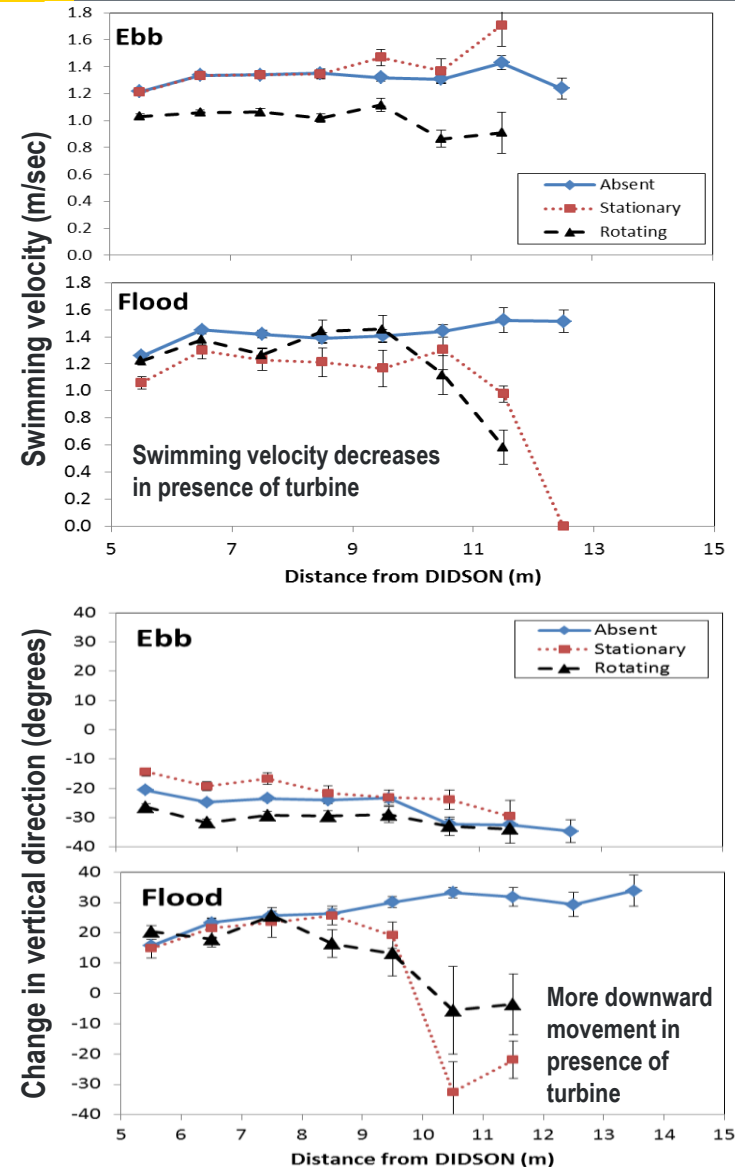 Swimming velocity (m/sec)
1.8
1.6
1.4
1.2
1.0
0.8
0.6
0.4
0.2
0.0
Ebb
Absent
Stationary
Rotating
1.8
1.6
1.4
1.2
1.0
0.8
0.6
0.4
0.2
0.0
Flood
Swimming velocity decreases
in presence of turbine
5 7 9 11 13 15
Distance from DIDSON (m)
Change in vertical direction (degrees)
40
30
20
10
0
-10
-20
-30
-40
Ebb
Absent
Stationary
Rotating
40
30
20
10
0
-10
-20
-30
-40
Flood
More downward
movement in
presence of
turbine
5 6 7 8 9 10 11 12 13 14 15
Distance from DIDSON (m)